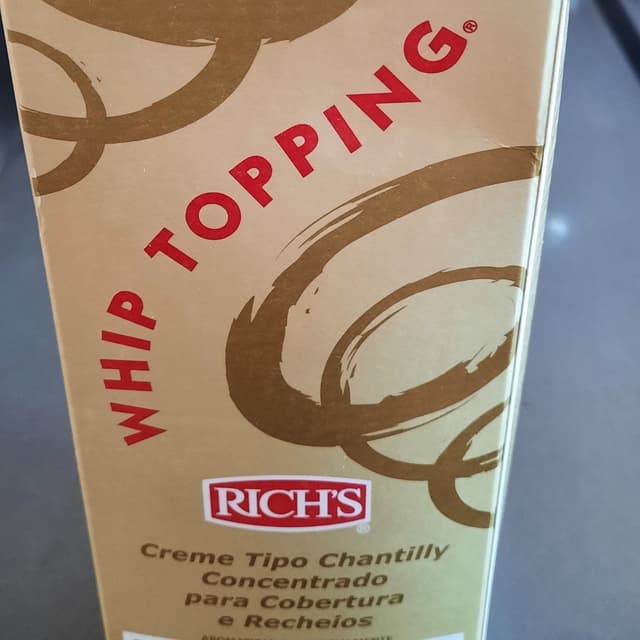 WHIP TOPPING®
RICH'S®
Creme Tipo Chantilly
Concentrado
para Cobertura
e Recheios